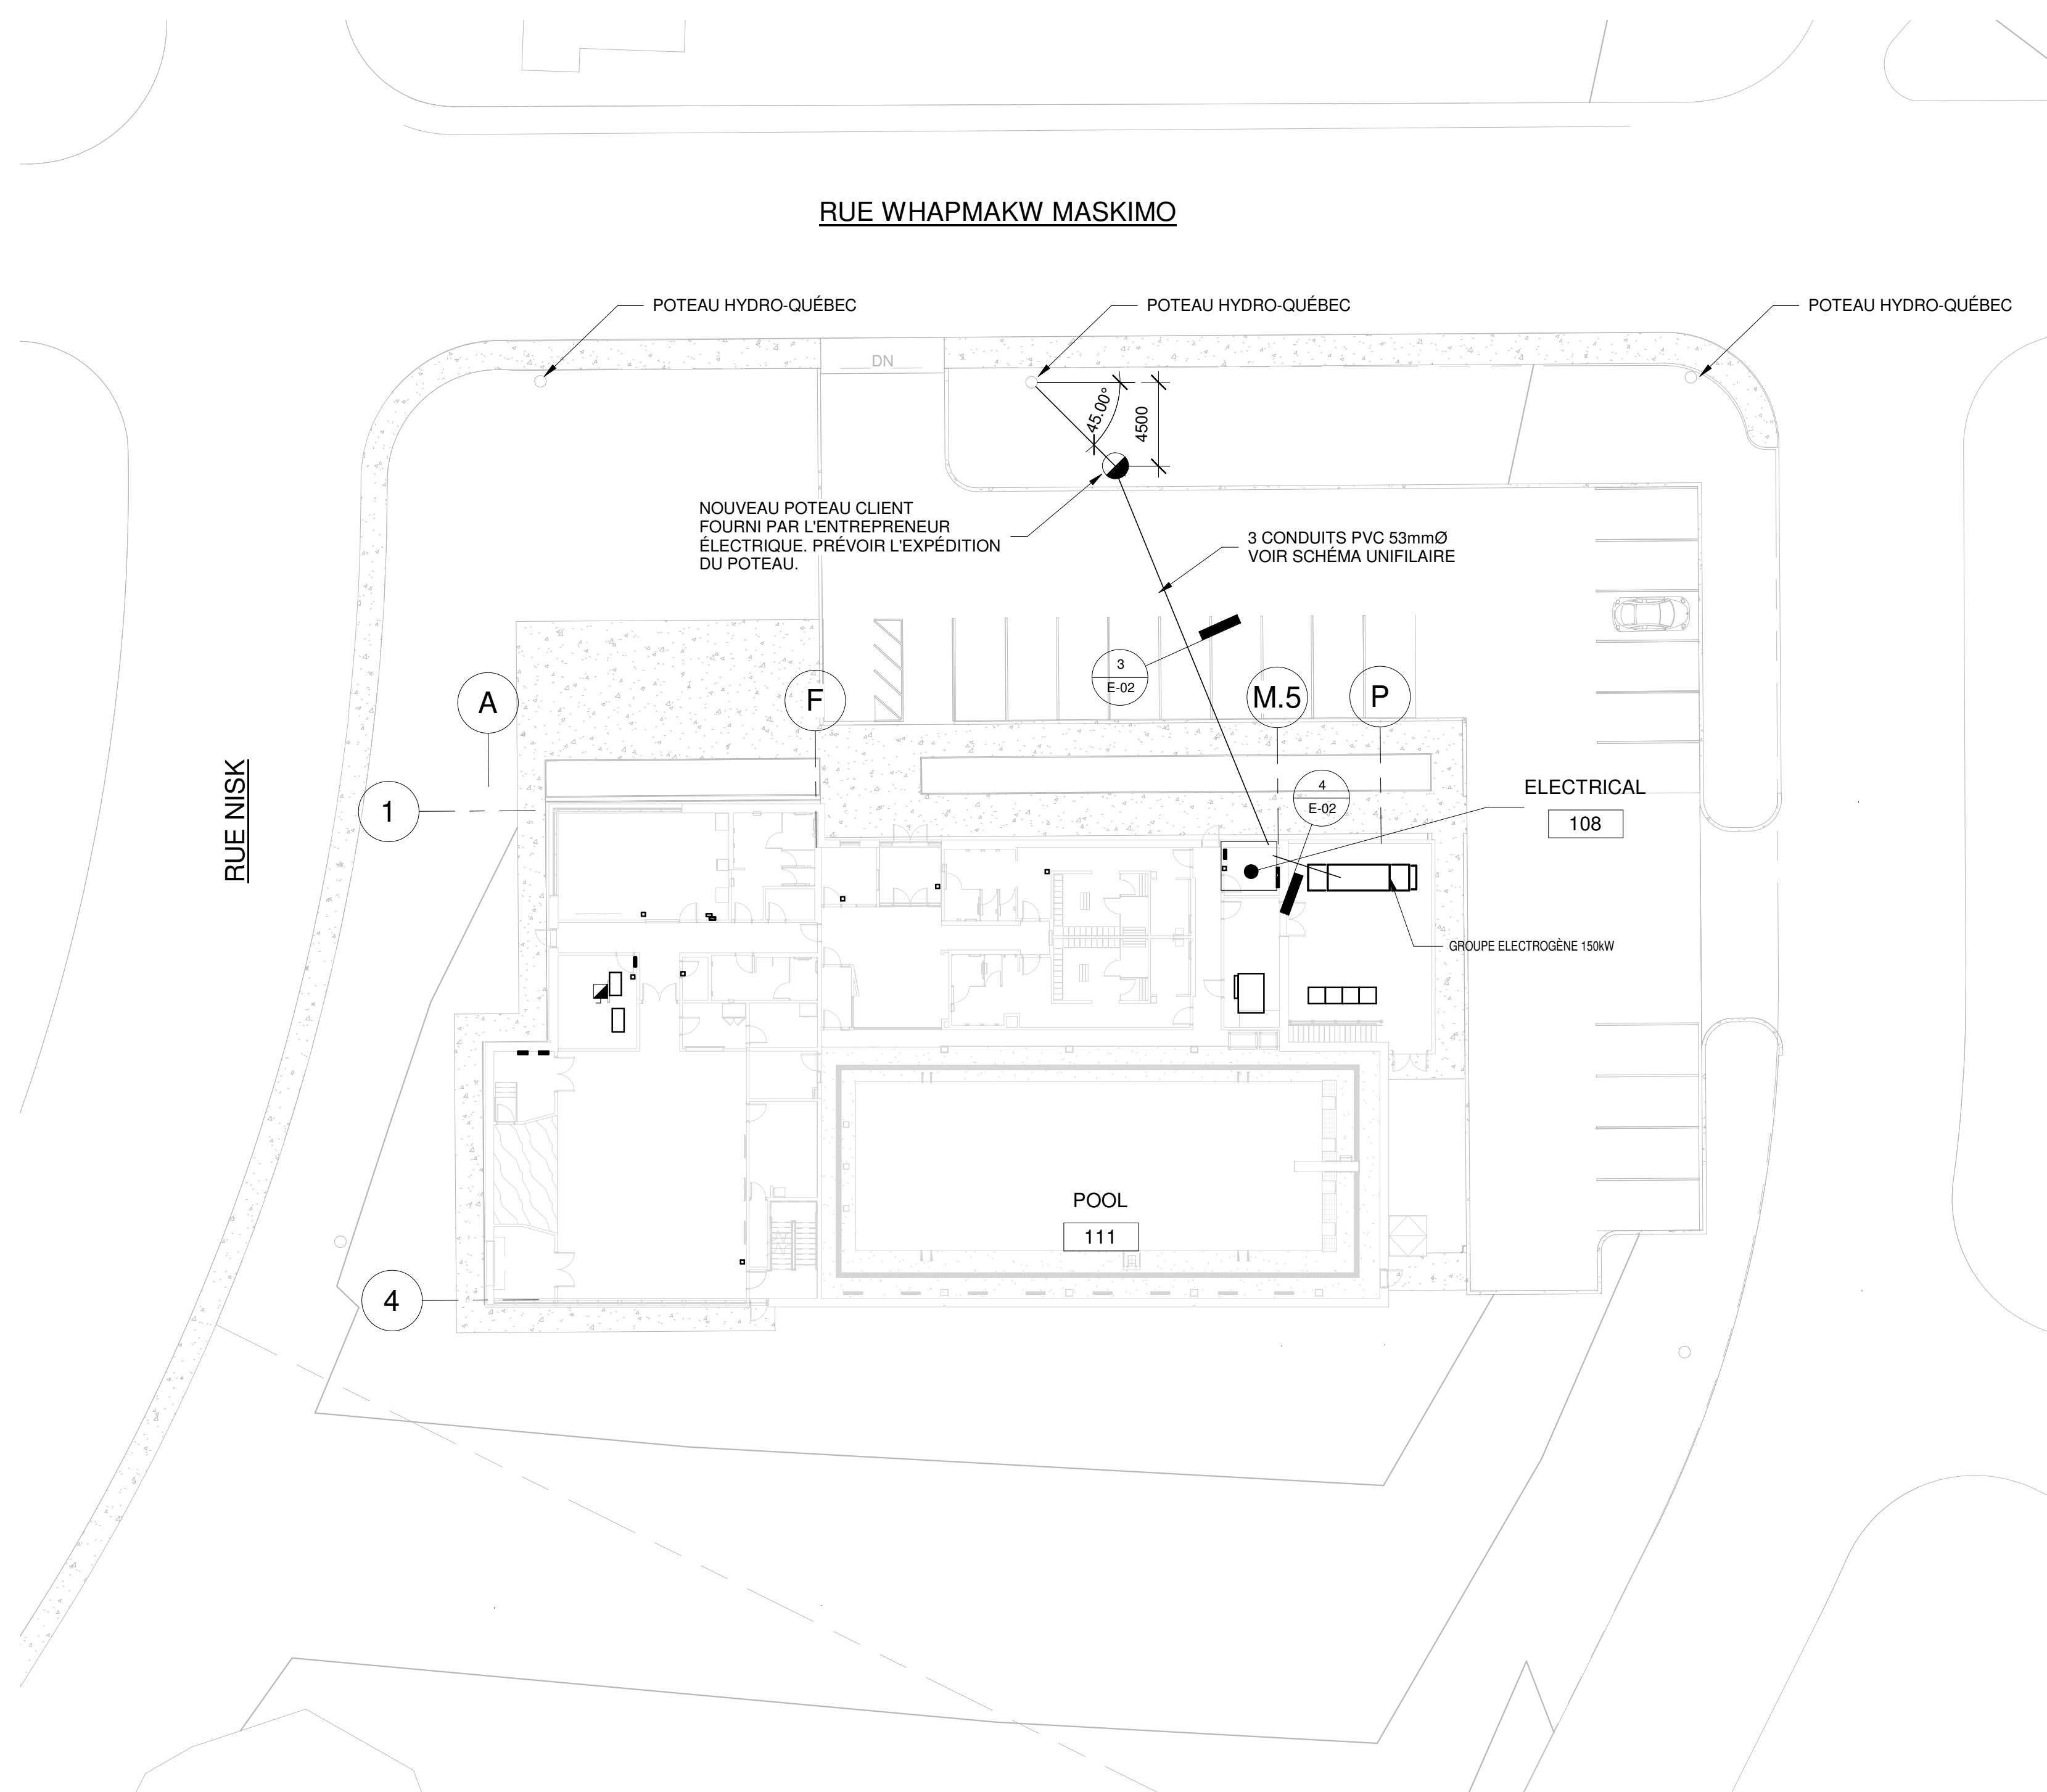 RUE WHAPMAKW MASKIMO
POTEAU HYDRO-QUÉBEC
POTEAU HYDRO-QUÉBEC
POTEAU HYDRO-QUÉBEC
DN
45.00°
4500
NOUVEAU POTEAU CLIENT
FOURNI PAR L'ENTREPRENEUR
ÉLECTRIQUE. PRÉVOIR L'EXPÉDITION
DU POTEAU.
3 CONDUITS PVC 53mmØ
VOIR SCHÉMA UNIFILAIRE
3
E-02
A
F
M.5
P
RUE NISK
1
4
E-02
ELECTRICAL
108
GROUPE ELECTROGÈNE 150kW
POOL
111
4